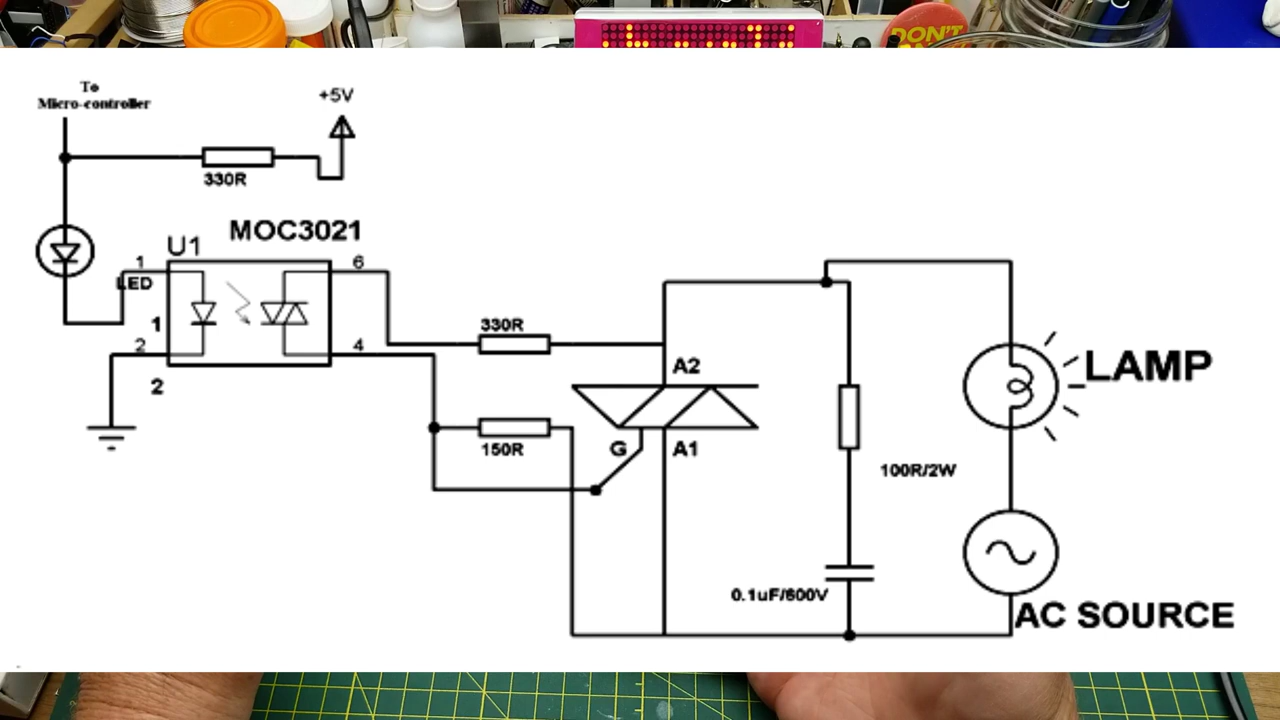 DON'T
To
Micro-controller
+5V
330R
MOC3021
U1
1
6
LED
1
2
4
2
330R
A2
150R
G
A1
LAMP
100R/2W
0.1uF/600V
AC SOURCE